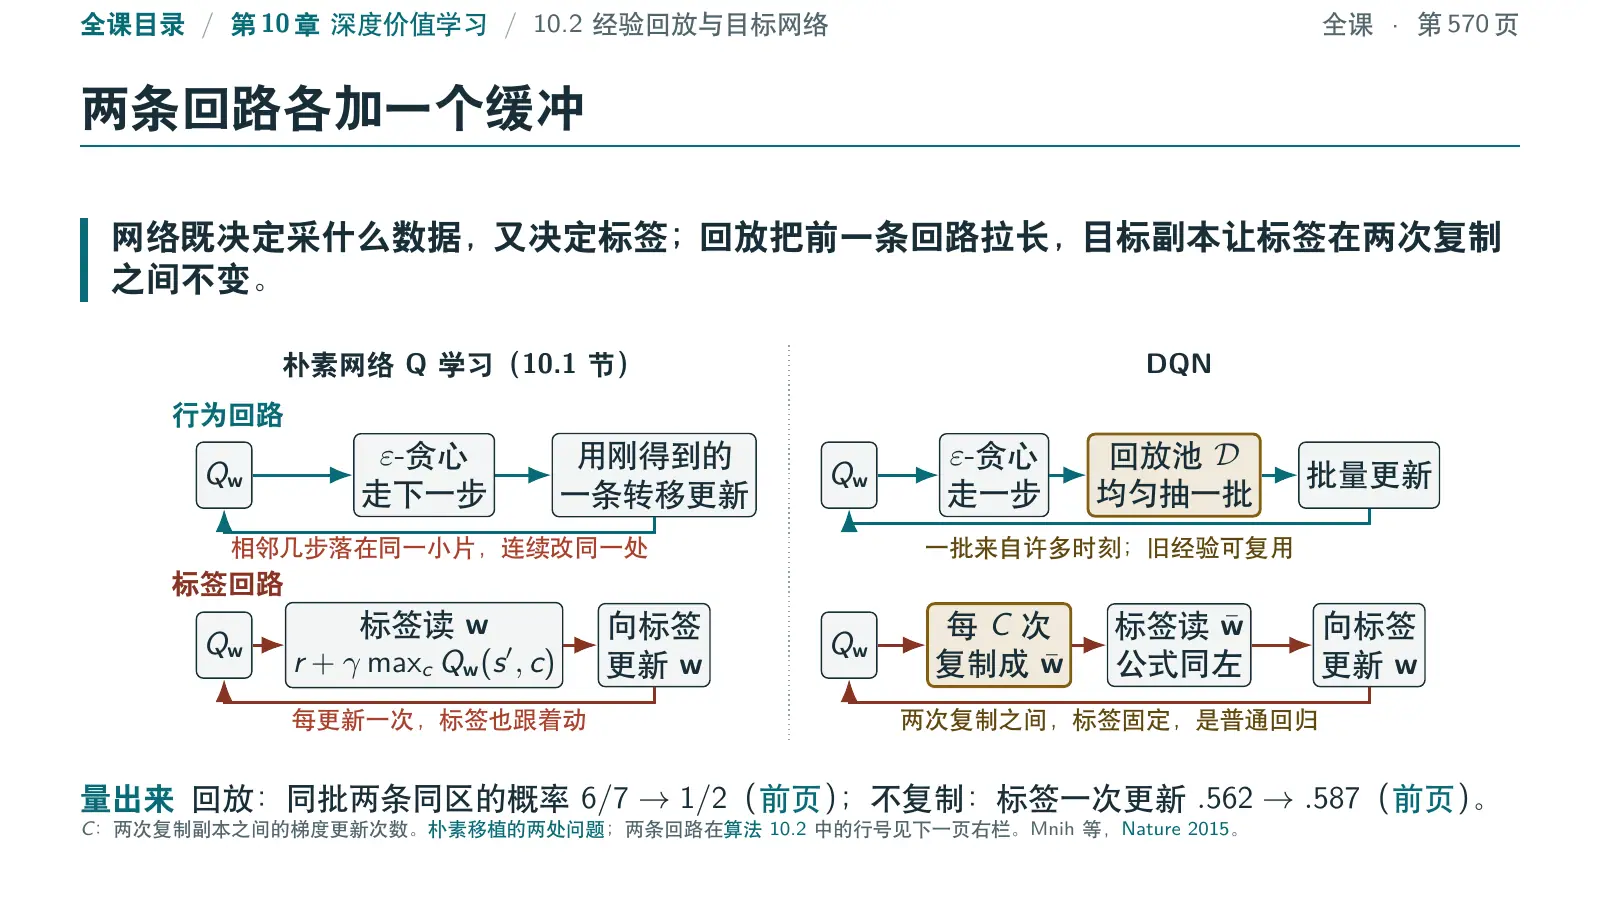 全课目录 / 第 10 章 深度价值学习 / 10.2 经验回放与目标网络
全课 · 第 570 页
两条回路各加一个缓冲
网络既决定采什么数据，又决定标签；回放把前一条回路拉长，目标副本让标签在两次复制
之间不变。
朴素网络 Q 学习（10.1 节）
行为回路
Q_w
ε-贪心
走下一步
用刚得到的
一条转移更新
相邻几步落在同一小片，连续改同一处
标签回路
Q_w
标签读 w
r + γ max_c Q_w(s′, c)
向标签
更新 w
每更新一次，标签也跟着动
DQN
Q_w
ε-贪心
走一步
回放池 𝒟
均匀抽一批
批量更新
一批来自许多时刻；旧经验可复用
Q_w
每 C 次
复制成 w̄
标签读 w̄
公式同左
向标签
更新 w
两次复制之间，标签固定，是普通回归
量出来 回放：同批两条同区的概率 6/7 → 1/2（前页）；不复制：标签一次更新 .562 → .587（前页）。
C：两次复制副本之间的梯度更新次数。朴素移植的两处问题；两条回路在算法 10.2 中的行号见下一页右栏。Mnih 等，Nature 2015。